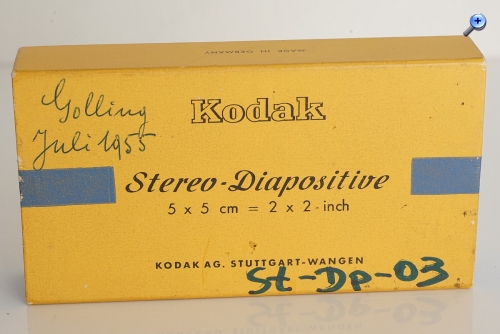 MADE IN GERMANY
Golling
Juli 1955
Kodak
Stereo-Diapositive
5 x 5 cm = 2 x 2-inch
KODAK AG. STUTTGART-WANGEN
St-Dp-03